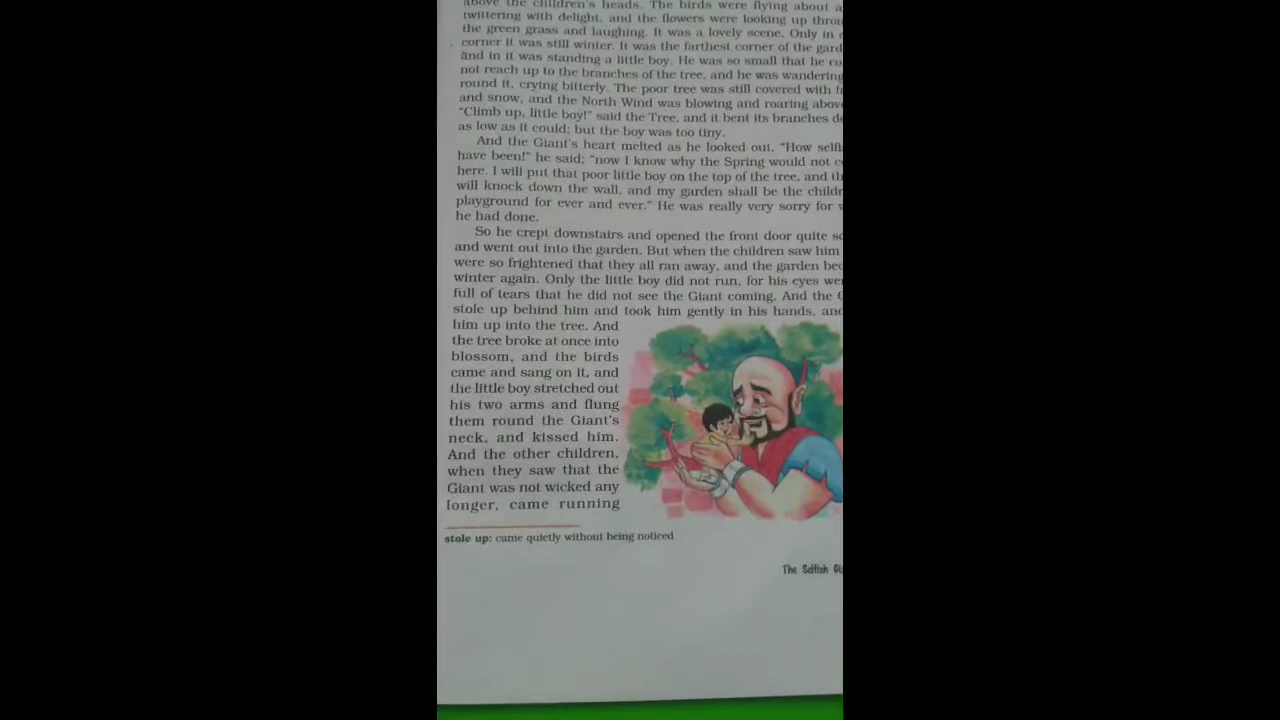 above the children's heads. The birds were flying about
twittering with delight, and the flowers were looking up
the green grass and laughing. It was a lovely scene. Only in
corner it was still winter. It was the farthest corner of the
and in it was standing a little boy. He was so small that he
not reach up to the branches of the tree, and he was wandering
round it, crying bitterly. The poor tree was still covered with
and snow, and the North Wind was blowing and roaring
"Climb up, little boy!" said the Tree, and it bent its branches
as low as it could; but the boy was too tiny.
And the Giant's heart melted as he looked out. "How
have been!" he said; "now I know why the Spring would not
here. I will put that poor little boy on the top of the tree, and
will knock down the wall, and my garden shall be the
playground for ever and ever." He was really very sorry for
he had done.
So he crept downstairs and opened the front door quite
and went out into the garden. But when the children saw him
were so frightened that they all ran away, and the garden
winter again. Only the little boy did not run, for his eyes
full of tears that he did not see the Giant coming. And the
stole up behind him and took him gently in his hands, and
him up into the tree. And
the tree broke at once into
blossom, and the birds
came and sang on it, and
the little boy stretched out
his two arms and flung
them round the Giant's
neck, and kissed him.
And the other children,
when they saw that the
Giant was not wicked any
longer, came running
stole up: came quietly without being noticed
The Selfish